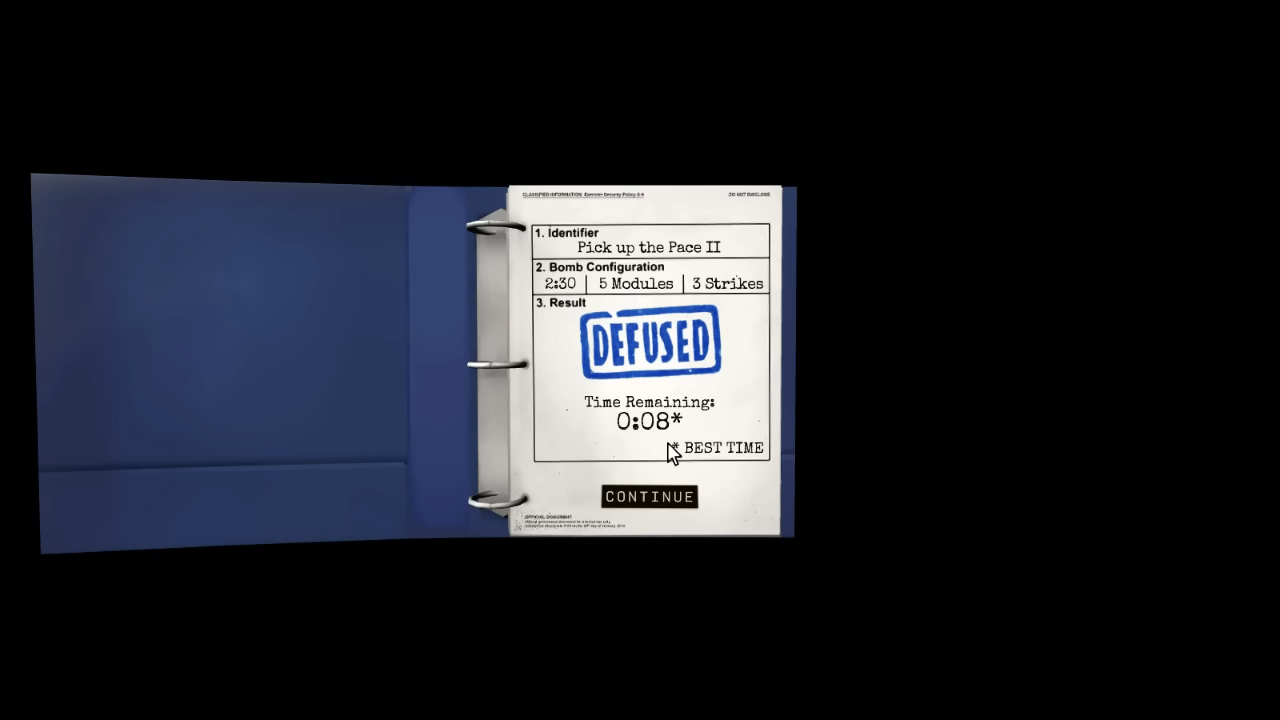 CLASSIFIED INFORMATION
DO NOT DISCLOSE
1. Identifier
Pick up the Pace II
2. Bomb Configuration
2:30 5 Modules 3 Strikes
3. Result
DEFUSED
Time Remaining:
0:08*
* BEST TIME
CONTINUE
OFFICIAL DOCUMENT